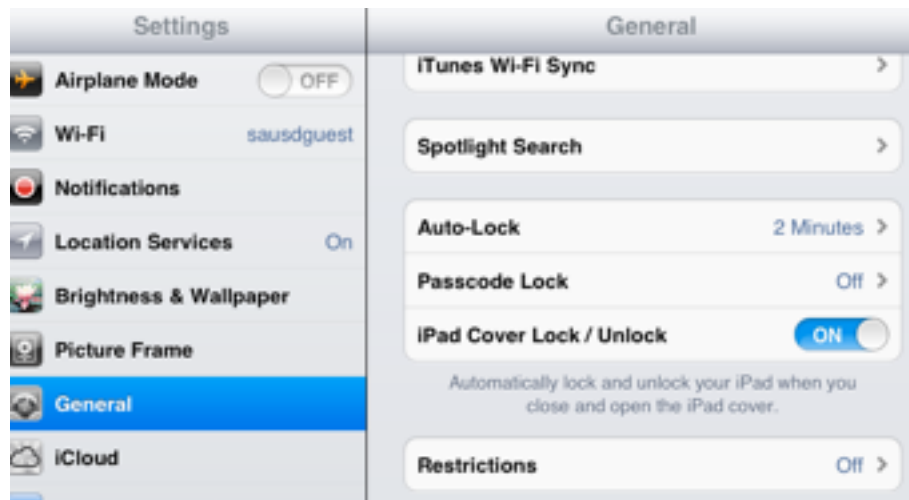 Settings
Airplane Mode OFF
Wi-Fi sausdguest
Notifications
Location Services On
Brightness & Wallpaper
Picture Frame
General
iCloud
General
iTunes Wi-Fi Sync
Spotlight Search
Auto-Lock 2 Minutes
Passcode Lock Off
iPad Cover Lock / Unlock ON
Automatically lock and unlock your iPad when you
close and open the iPad cover.
Restrictions Off